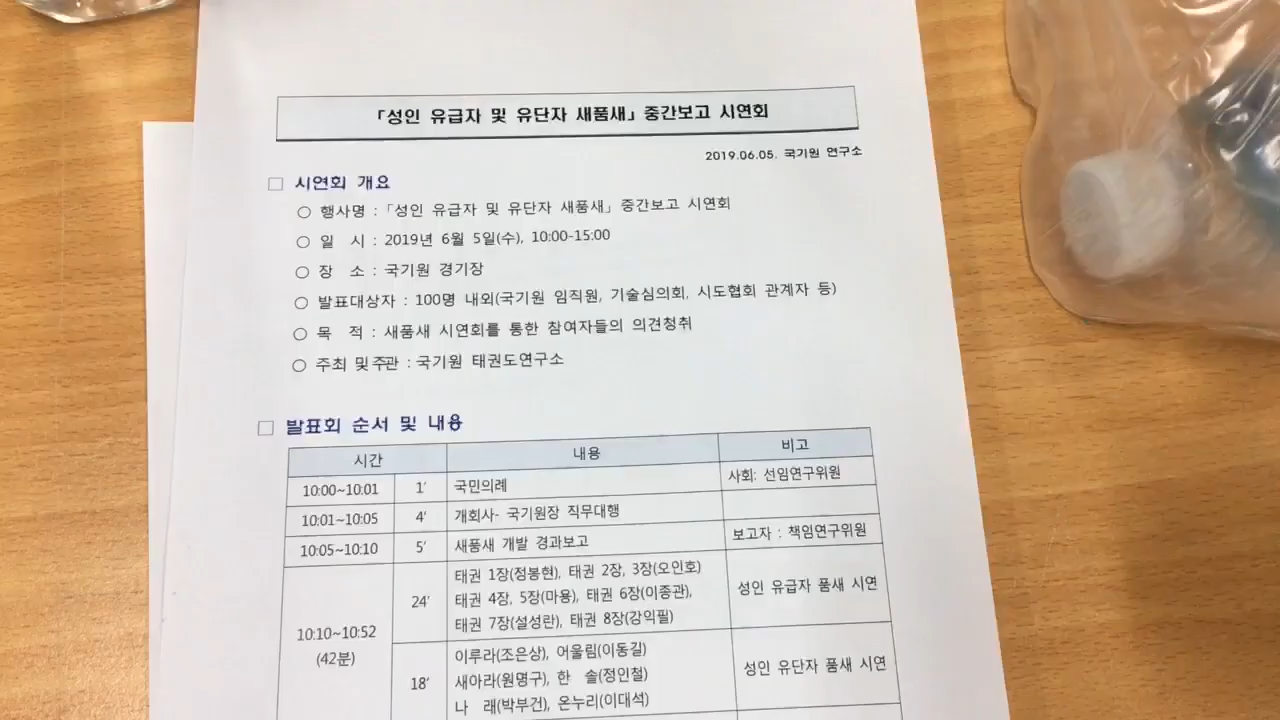 「성인 유급자 및 유단자 새품새」 중간보고 시연회
2019.06.05. 국기원 연구소
□ 시연회 개요
○ 행사명 : 「성인 유급자 및 유단자 새품새」 중간보고 시연회
○ 일 시 : 2019년 6월 5일(수), 10:00-15:00
○ 장 소 : 국기원 경기장
○ 발표대상자 : 100명 내외(국기원 임직원, 기술심의회, 시도협회 관계자 등)
○ 목 적 : 새품새 시연회를 통한 참여자들의 의견청취
○ 주최 및주관 : 국기원 태권도연구소
□ 발표회 순서 및 내용
시간 내용 비고
10:00~10:01 1′ 국민의례 사회: 선임연구위원
10:01~10:05 4′ 개회사- 국기원장 직무대행
10:05~10:10 5′ 새품새 개발 경과보고 보고자 : 책임연구위원
10:10~10:52
(42분)
24′
태권 1장(정봉현), 태권 2장, 3장(오인호)
태권 4장, 5장(마용), 태권 6장(이종관),
태권 7장(설성란), 태권 8장(강익필)
성인 유급자 품새 시연
18′
이루라(조은상), 어울림(이동길)
새아라(원명구), 한 솔(정인철)
나 래(박부건), 온누리(이대석)
성인 유단자 품새 시연